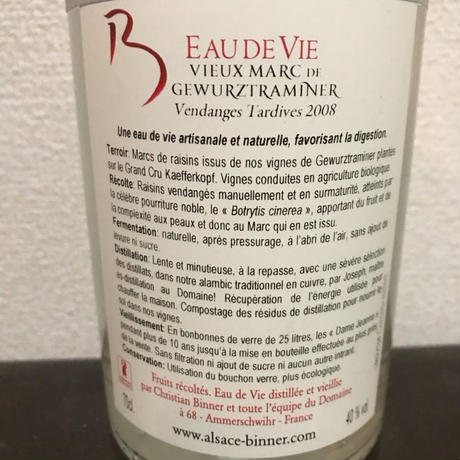 B
EAU DE VIE
VIEUX MARC DE
GEWURZTRAMINER
Vendanges Tardives 2008
Une eau de vie artisanale et naturelle, favorisant la digestion.
Terroir: Marcs de raisins issus de nos vignes de Gewurztraminer plantées
sur le Grand Cru Kaefferkopf. Vignes conduites en agriculture biologique.
Récolte: Raisins vendangés manuellement et en surmaturité, atteints par
la célèbre pourriture noble, le « Botrytis cinerea », apportant du fruit et de
la complexité aux peaux et donc au Marc qui en est issu.
Fermentation: naturelle, après pressurage, à l'abri de l'air, sans ajout de
levure ni sucre.
Distillation: Lente et minutieuse, à la repasse, avec une sévère sélection
des distillats, dans notre alambic traditionnel en cuivre, par Joseph, maître
ès-distillation au Domaine! Récupération de l'énergie utilisée pour
chauffer la maison. Compostage des résidus de distillation pour nourrir le
sol dans nos vignes.
Vieillissement: En bonbonnes de verre de 25 litres, les « Dame Jeanne »
pendant plus de 10 ans jusqu'à la mise en bouteille effectuée au plus près
de la vente. Sans filtration ni ajout de sucre ni aucun autre intrant.
Conservation: Utilisation du bouchon verre, plus écologique.
Fruits récoltés. Eau de Vie distillée et vieillie
par Christian Binner et toute l'équipe du Domaine
à 68 - Ammerschwihr - France
70cl
40 % vol
www.alsace-binner.com